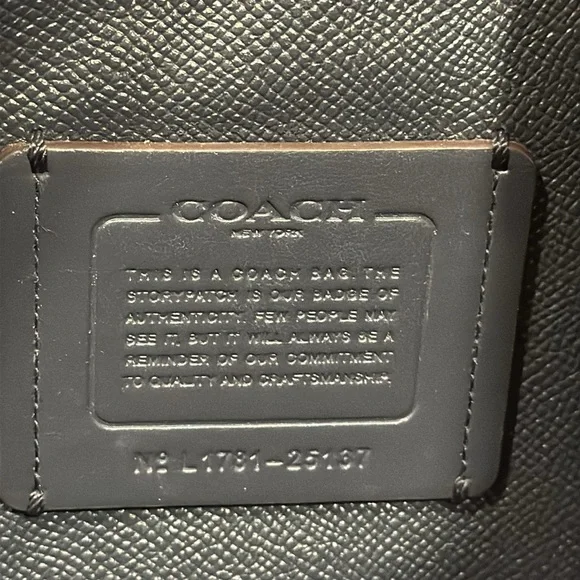 COACH
NEW YORK
THIS IS A COACH BAG. THE
STORYPATCH IS OUR BADGE OF
AUTHENTICITY. FEW PEOPLE MAY
SEE IT, BUT IT WILL ALWAYS BE A
REMINDER OF OUR COMMITMENT
TO QUALITY AND CRAFTSMANSHIP.
Nº L1781-25137